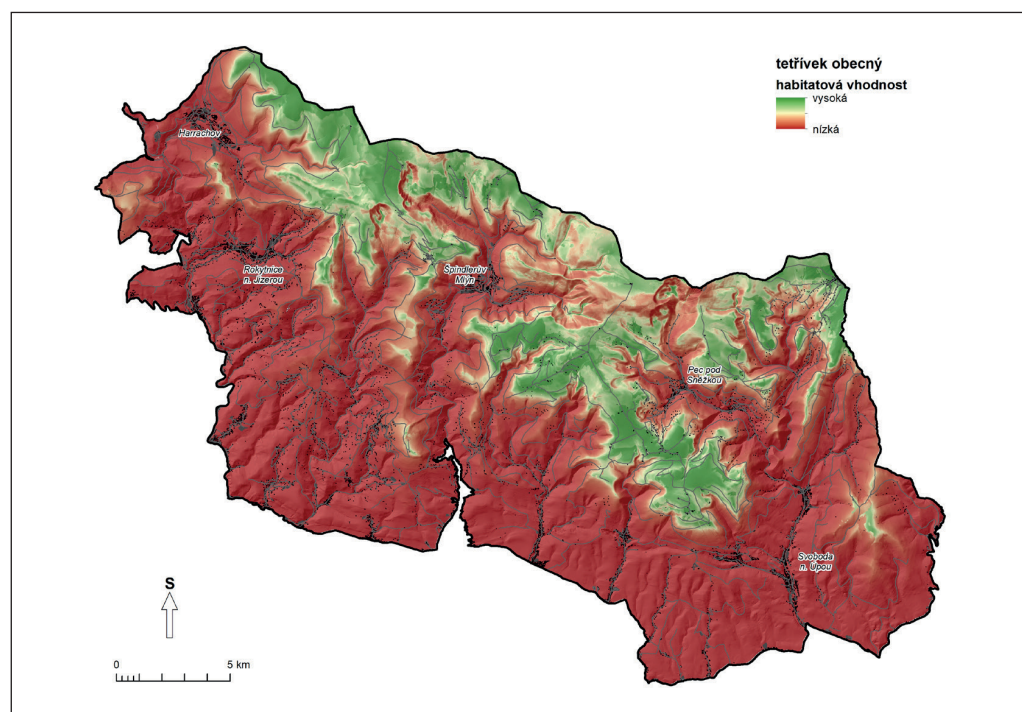 tetřívek obecný
habitatová vhodnost
vysoká
nízká
Harrachov
Rokytnice
n. Jizerou
Špindlerův
Mlýn
Pec pod
Sněžkou
Svoboda
n. Úpou
S
0 5 km